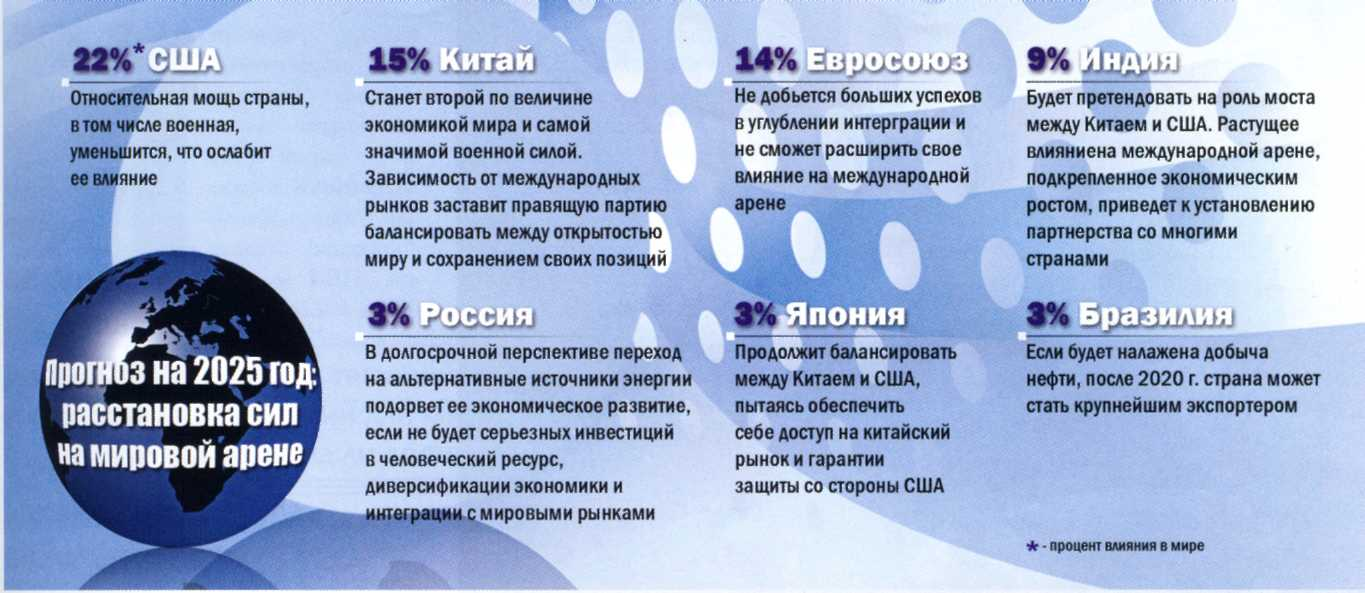 22%* США
Относительная мощь страны,
в том числе военная,
уменьшится, что ослабит
ее влияние
15% Китай
Станет второй по величине
экономикой мира и самой
значимой военной силой.
Зависимость от международных
рынков заставит правящую партию
балансировать между открытостью
миру и сохранением своих позиций
14% Евросоюз
Не добьется больших успехов
в углублении интерграции и
не сможет расширить свое
влияние на международной
арене
9% Индия
Будет претендовать на роль моста
между Китаем и США. Растущее
влияниена международной арене,
подкрепленное экономическим
ростом, приведет к установлению
партнерства со многими
странами
Прогноз на 2025 год:
расстановка сил
на мировой арене
3% Россия
В долгосрочной перспективе переход
на альтернативные источники энергии
подорвет ее экономическое развитие,
если не будет серьезных инвестиций
в человеческий ресурс,
диверсификации экономики и
интеграции с мировыми рынками
3% Япония
Продолжит балансировать
между Китаем и США,
пытаясь обеспечить
себе доступ на китайский
рынок и гарантии
защиты со стороны США
3% Бразилия
Если будет налажена добыча
нефти, после 2020 г. страна может
стать крупнейшим экспортером
* - процент влияния в мире